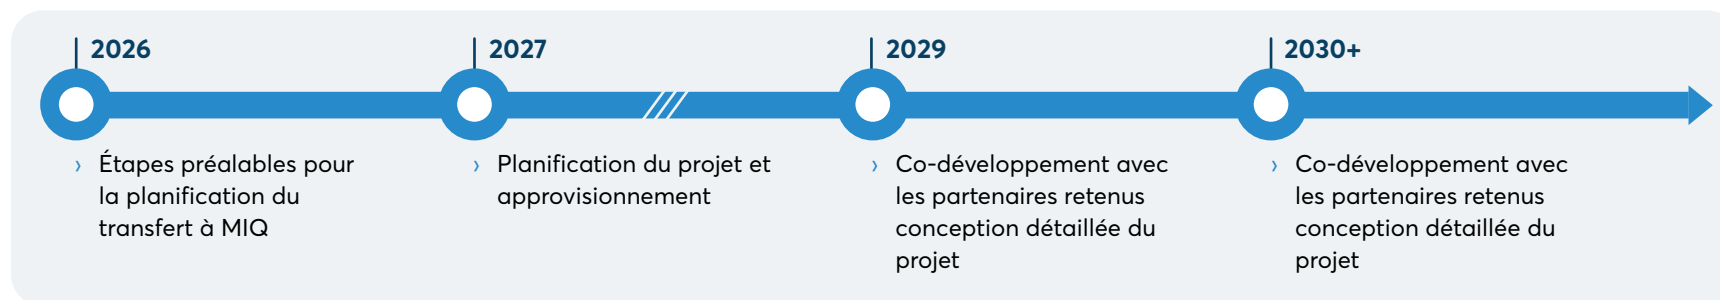 2026
› Étapes préalables pour
la planification du
transfert à MIQ
2027
› Planification du projet et
approvisionnement
2029
› Co-développement avec
les partenaires retenus
conception détaillée du
projet
2030+
› Co-développement avec
les partenaires retenus
conception détaillée du
projet